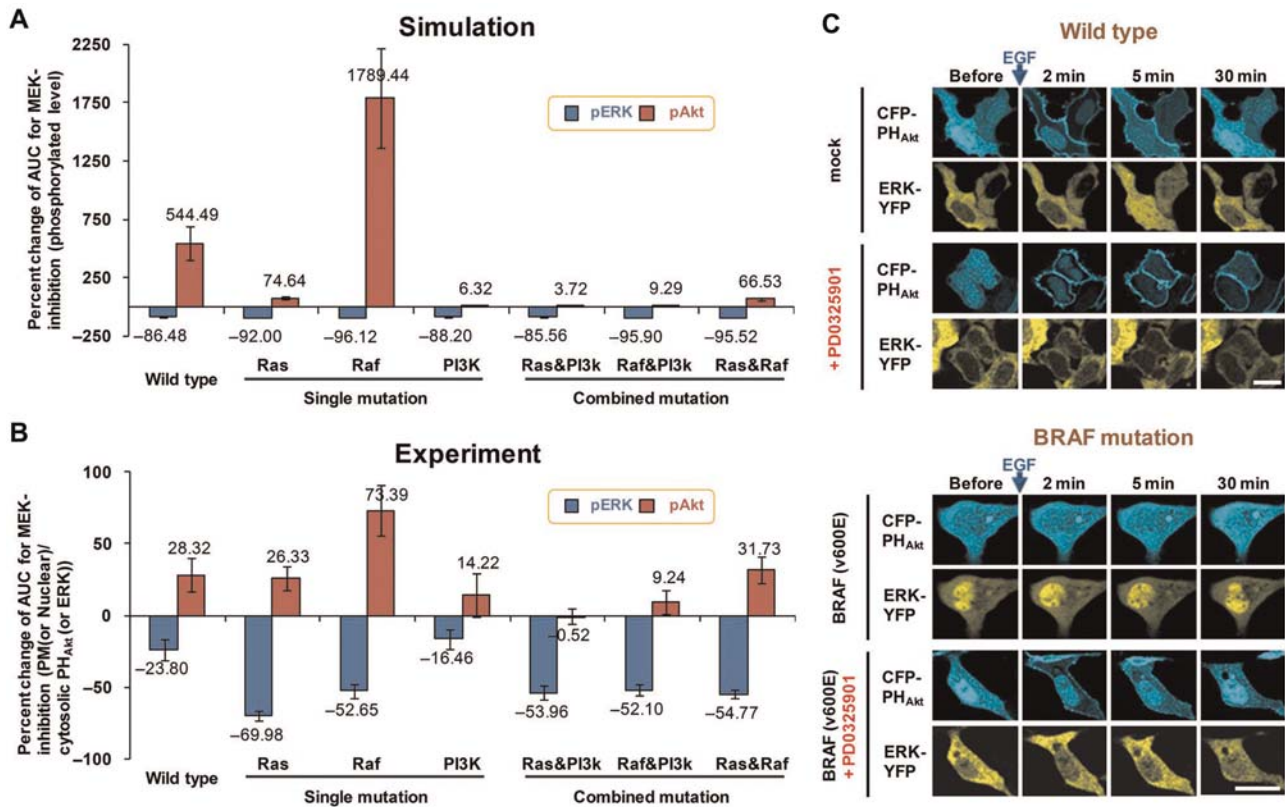 A
Simulation
Percent change of AUC for MEK-
inhibition (phosphorylated level)
2250
1750
1250
750
250
−250
pERK
pAkt
544.49
74.64
1789.44
6.32
3.72
9.29
66.53
−86.48
−92.00
−96.12
−88.20
−85.56
−95.90
−95.52
Wild type
Ras
Raf
PI3K
Ras&PI3k
Raf&PI3k
Ras&Raf
Single mutation
Combined mutation
B
Experiment
Percent change of AUC for MEK-
inhibition (PM(or Nuclear)/
cytosolic PHAkt (or ERK))
100
50
0
−50
−100
pERK
pAkt
28.32
26.33
73.39
14.22
−0.52
9.24
31.73
−23.80
−69.98
−52.65
−16.46
−53.96
−52.10
−54.77
Wild type
Ras
Raf
PI3K
Ras&PI3k
Raf&PI3k
Ras&Raf
Single mutation
Combined mutation
C
Wild type
EGF
Before
2 min
5 min
30 min
mock
CFP-
PHAkt
ERK-
YFP
+ PD0325901
CFP-
PHAkt
ERK-
YFP
BRAF mutation
EGF
Before
2 min
5 min
30 min
BRAF (v600E)
CFP-
PHAkt
ERK-
YFP
BRAF (v600E)
+ PD0325901
CFP-
PHAkt
ERK-
YFP